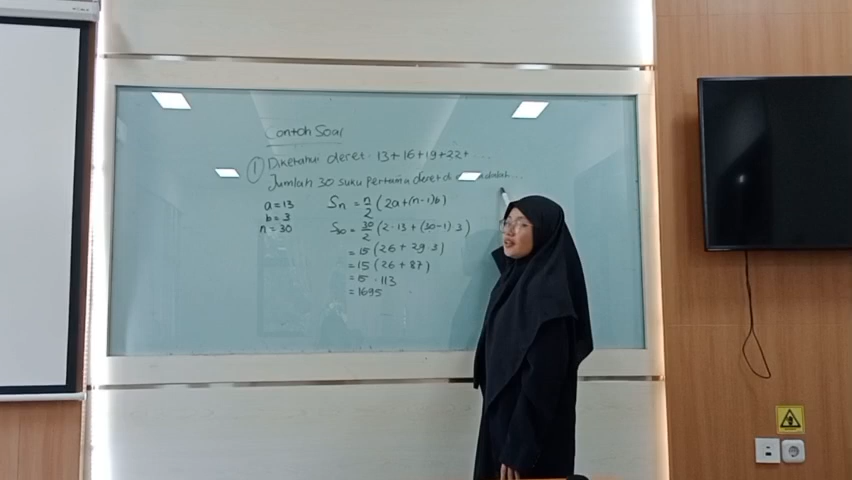 Contoh Soal
① Diketahui deret 13 + 16 + 19 + 22 + ...
Jumlah 30 suku pertama deret di adalah...
a = 13
b = 3
n = 30
Sn = n/2 (2a + (n-1) b)
S30 = 30/2 (2 · 13 + (30-1) · 3)
= 15 (26 + 29 · 3)
= 15 (26 + 87)
= 15 · 113
= 1695